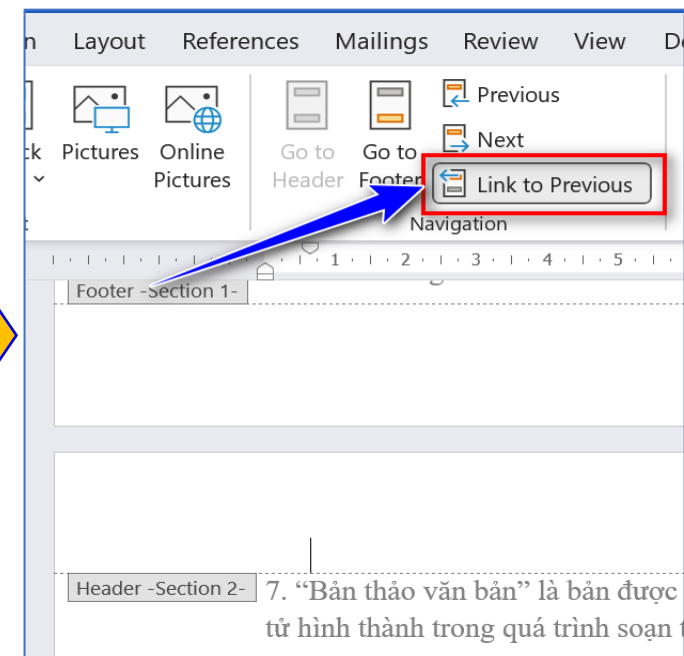 n Layout References Mailings Review View D
ck Pictures Online Pictures
Go to Header Go to Footer
Previous
Next
Link to Previous
Navigation
1 2 3 4 5
Footer -Section 1-
Header -Section 2-
7. “Bản thảo văn bản” là bản được
tử hình thành trong quá trình soạn t